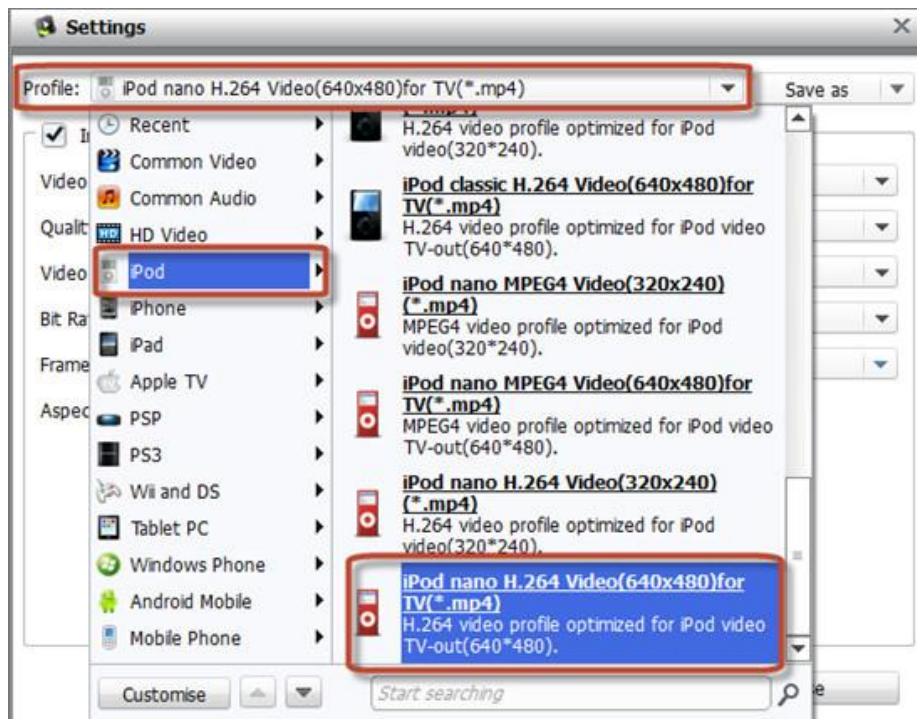 Settings
Profile:
iPod nano H.264 Video(640x480)for TV(*.mp4)
Save as
Video
Qualit
Video
Bit Ra
Frame
Aspec
Recent
Common Video
Common Audio
HD Video
iPod
iPhone
iPad
Apple TV
PSP
PS3
Wii and DS
Tablet PC
Windows Phone
Android Mobile
Mobile Phone
H.264 video profile optimized for iPod
video(320*240).
iPod classic H.264 Video(640x480)for
TV(*.mp4)
H.264 video profile optimized for iPod video
TV-out(640*480).
iPod nano MPEG4 Video(320x240)
(*.mp4)
MPEG4 video profile optimized for iPod
video(320*240).
iPod nano MPEG4 Video(640x480)for
TV(*.mp4)
MPEG4 video profile optimized for iPod video
TV-out(640*480).
iPod nano H.264 Video(320x240)
(*.mp4)
H.264 video profile optimized for iPod
video(320*240).
iPod nano H.264 Video(640x480)for
TV(*.mp4)
H.264 video profile optimized for iPod video
TV-out(640*480).
Customise
Start searching